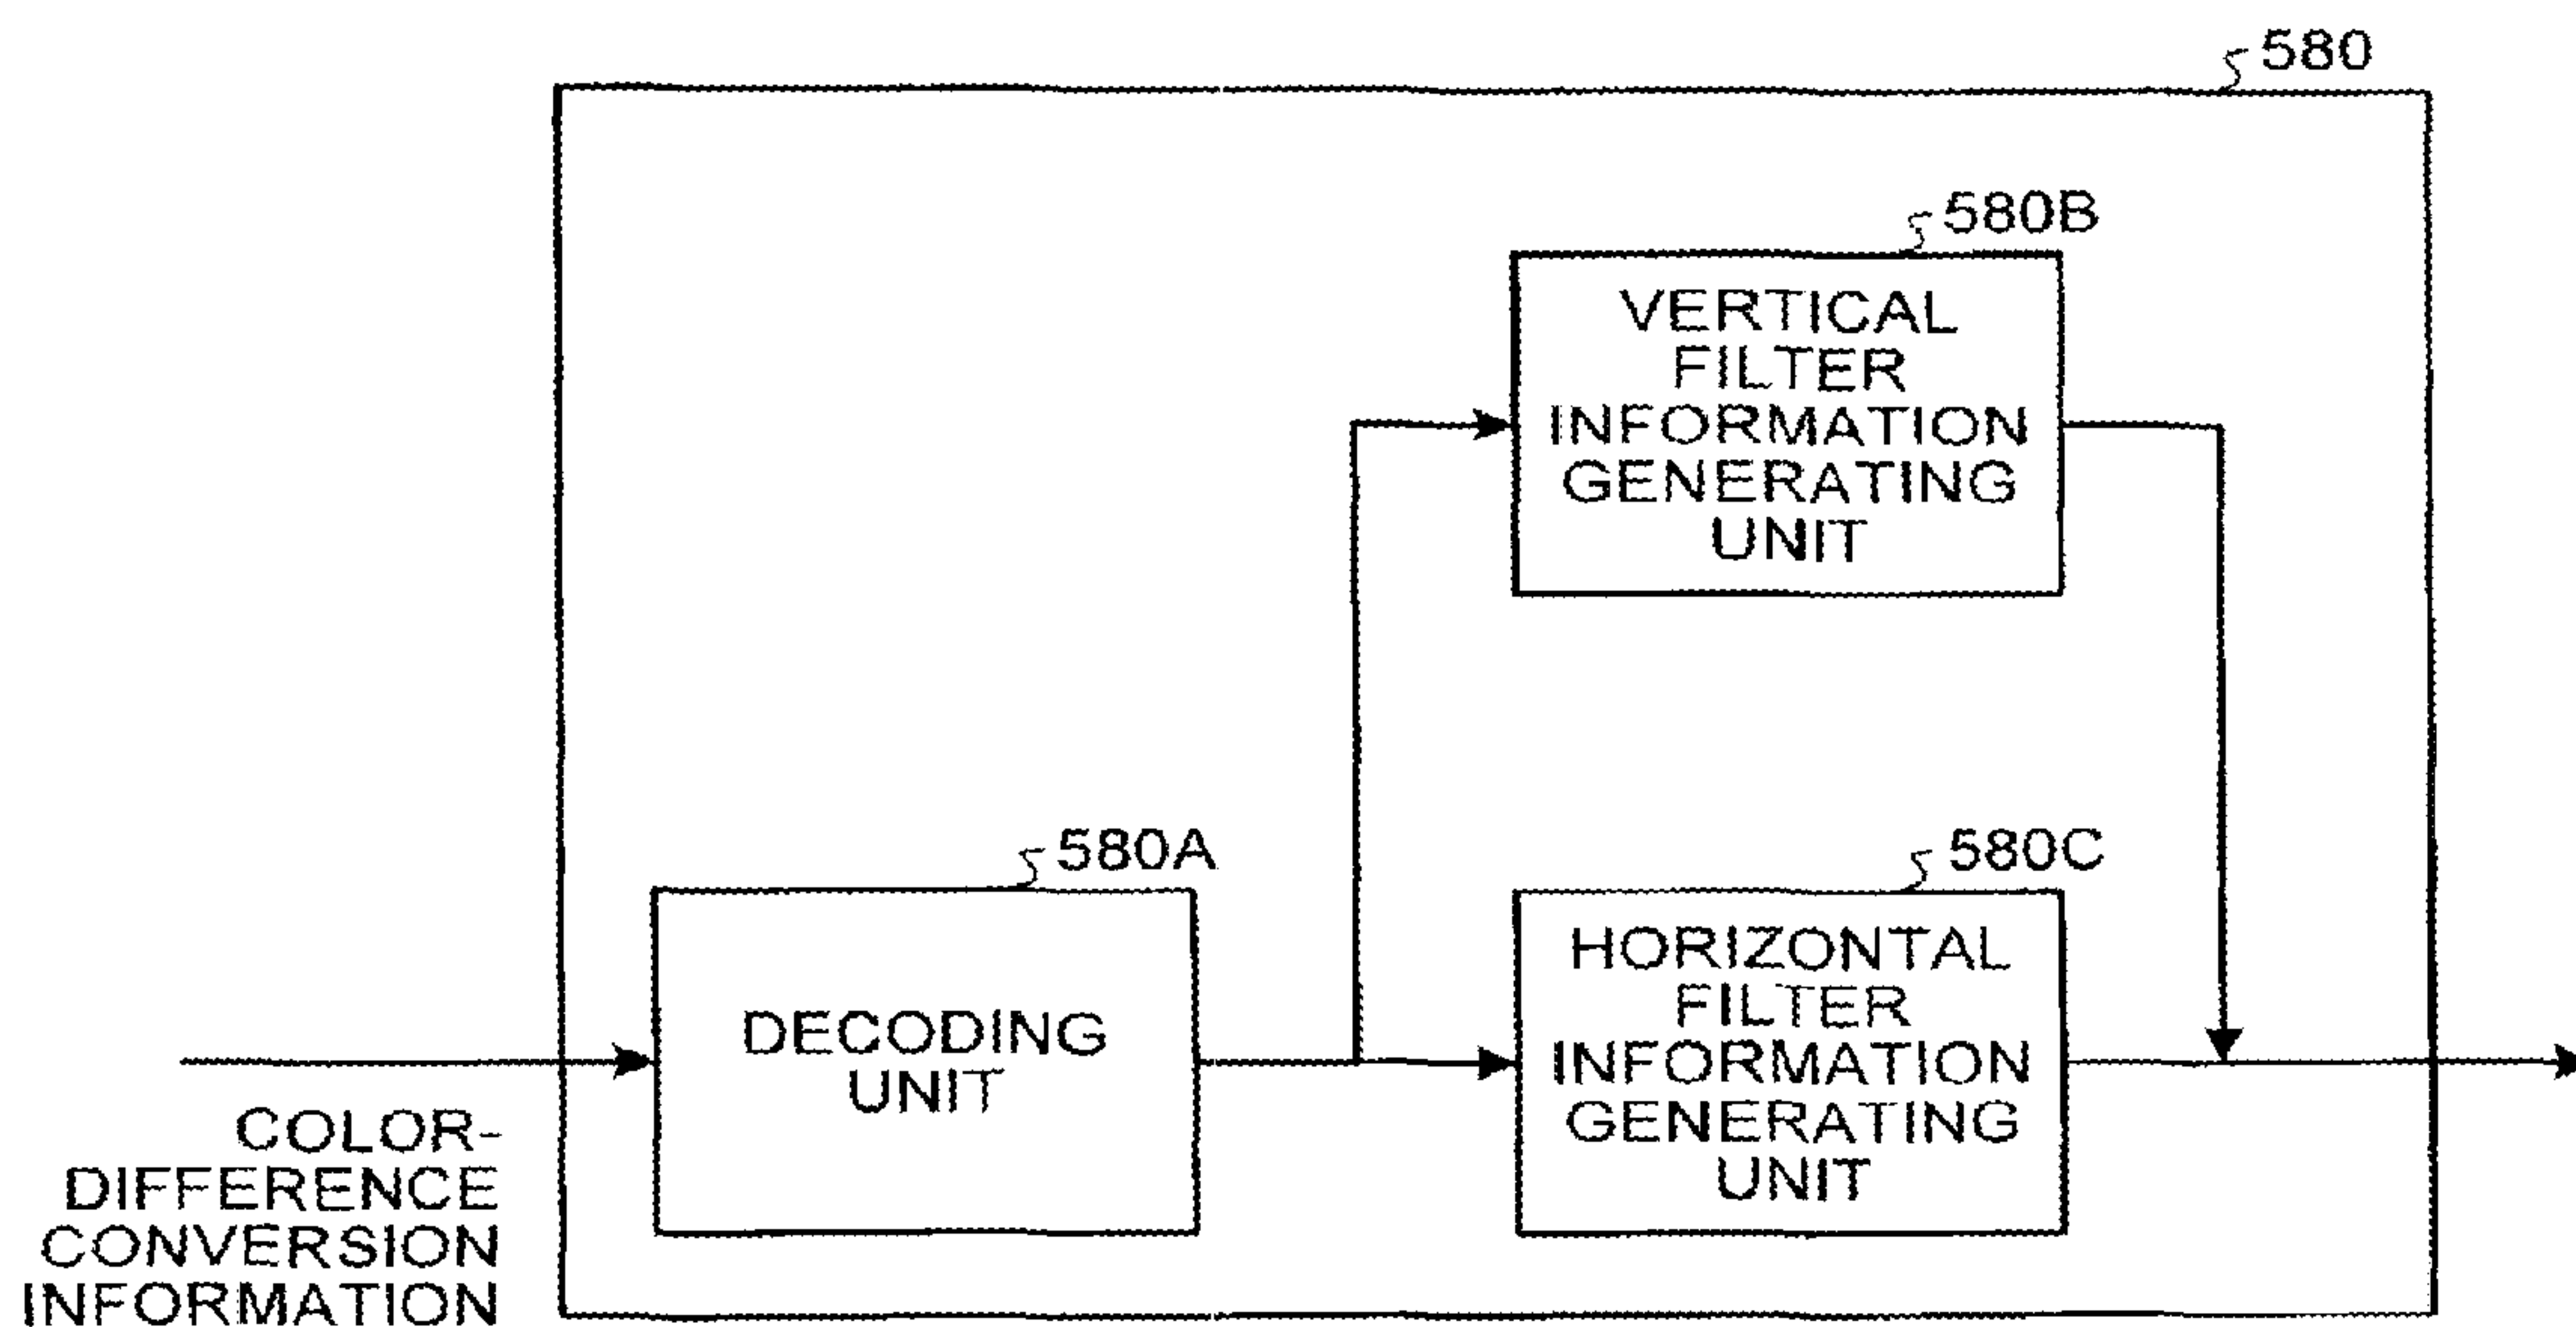 580
580B
VERTICAL
FILTER
INFORMATION
GENERATING
UNIT
580A
DECODING
UNIT
580C
HORIZONTAL
FILTER
INFORMATION
GENERATING
UNIT
COLOR-
DIFFERENCE
CONVERSION
INFORMATION